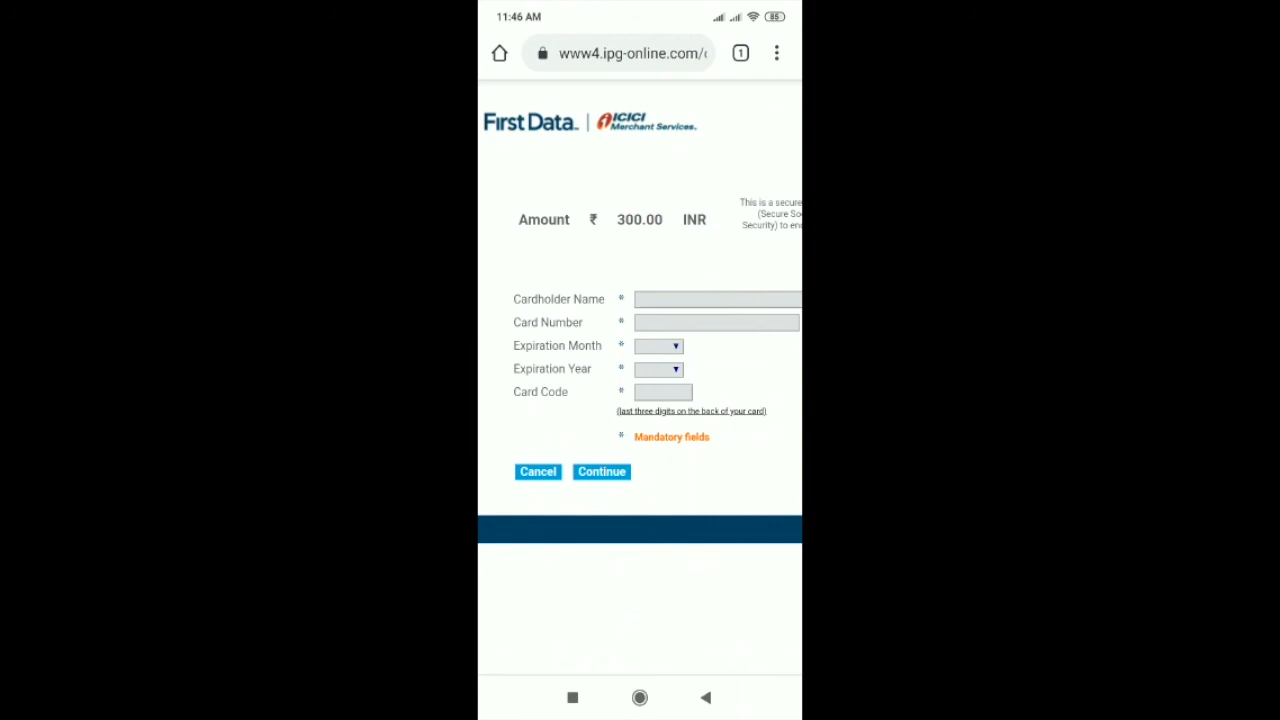 11:46 AM
85
www4.ipg-online.com/
1
First Data. | ICICI Merchant Services.
This is a secure
(Secure So
Security) to en
Amount ₹ 300.00 INR
Cardholder Name *
Card Number *
Expiration Month *
Expiration Year *
Card Code *
(last three digits on the back of your card)
* Mandatory fields
Cancel Continue